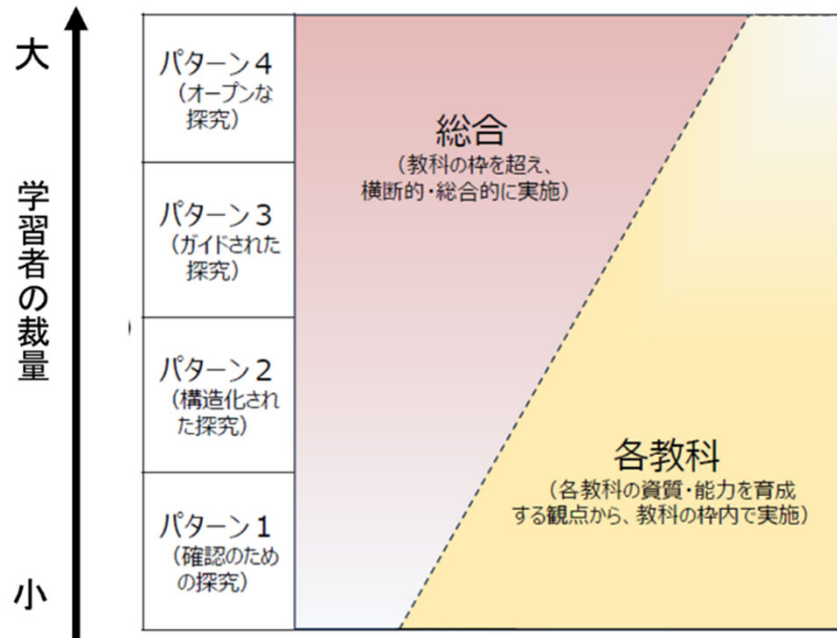 大
学習者の裁量
小
パターン４
（オープンな
探究）
パターン３
（ガイドされた
探究）
パターン２
（構造化され
た探究）
パターン１
（確認のため
の探究）
総合
（教科の枠を超え、
横断的・総合的に実施）
各教科
（各教科の資質・能力を育成
する観点から、教科の枠内で実施）